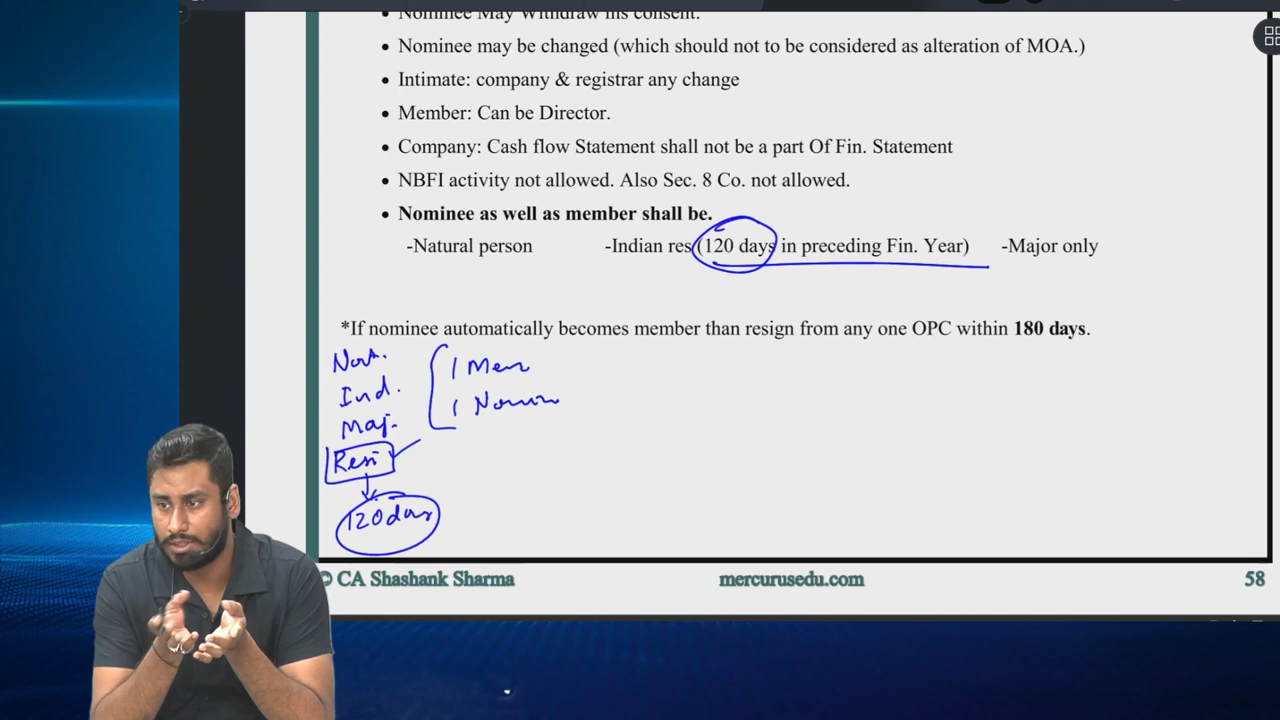 • Nominee May Withdraw his consent.
• Nominee may be changed (which should not to be considered as alteration of MOA.)
• Intimate: company & registrar any change
• Member: Can be Director.
• Company: Cash flow Statement shall not be a part Of Fin. Statement
• NBFI activity not allowed. Also Sec. 8 Co. not allowed.
• Nominee as well as member shall be.
-Natural person -Indian res (120 days in preceding Fin. Year) -Major only
*If nominee automatically becomes member than resign from any one OPC within 180 days.
Nat.
Ind.
Maj.
Resi
120 days
1 Mem
1 Nomin
© CA Shashank Sharma mercurusedu.com 58